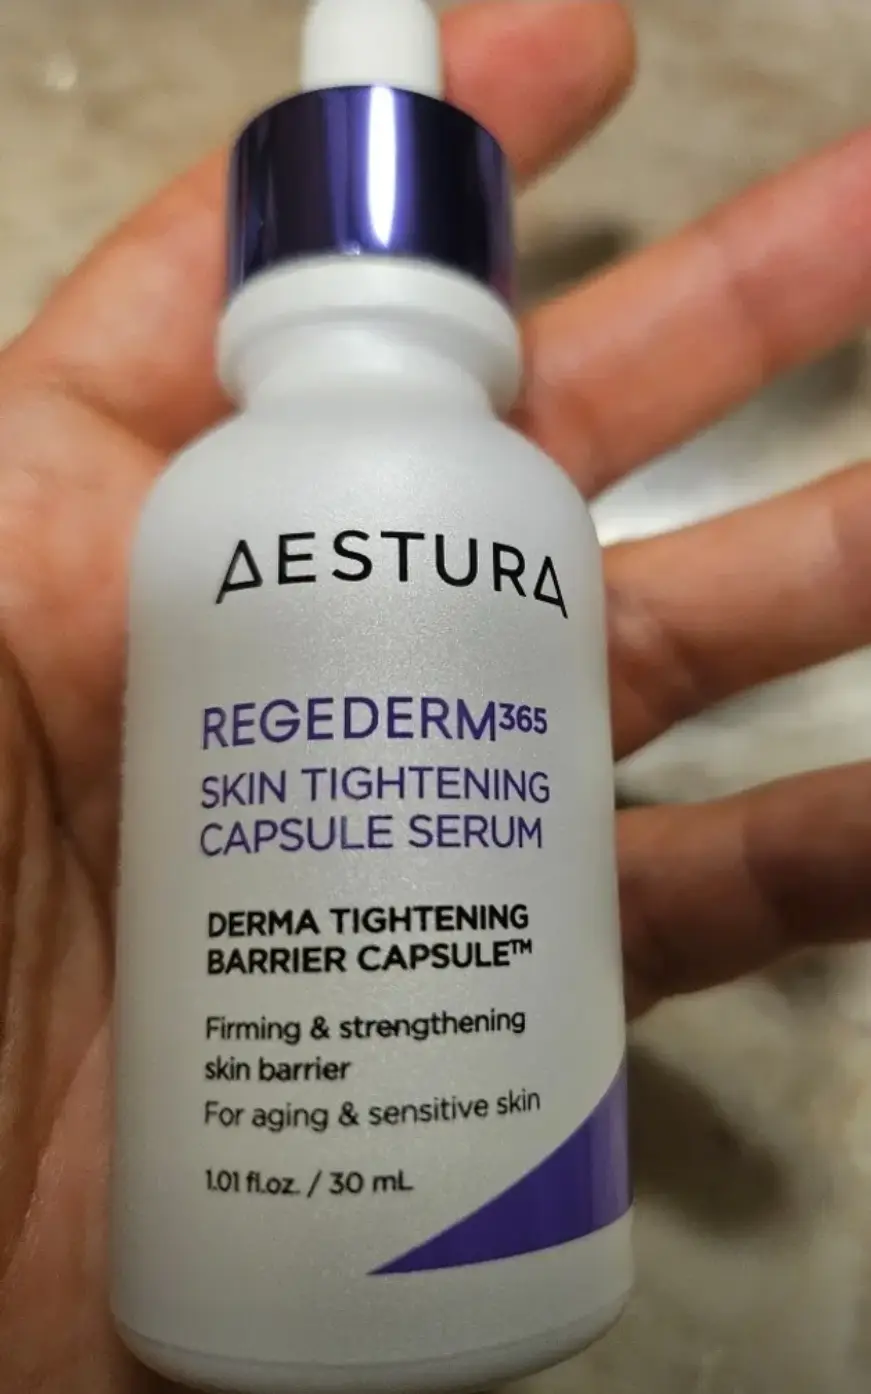 AESTURA
REGEDERM365
SKIN TIGHTENING
CAPSULE SERUM
DERMA TIGHTENING
BARRIER CAPSULE™
Firming & strengthening
skin barrier
For aging & sensitive skin
1.01 fl.oz. / 30 mL